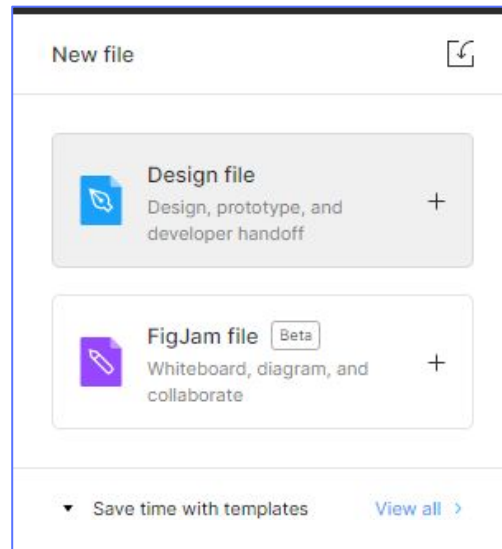 New file
Design file
Design, prototype, and
developer handoff
FigJam file Beta
Whiteboard, diagram, and
collaborate
Save time with templates View all